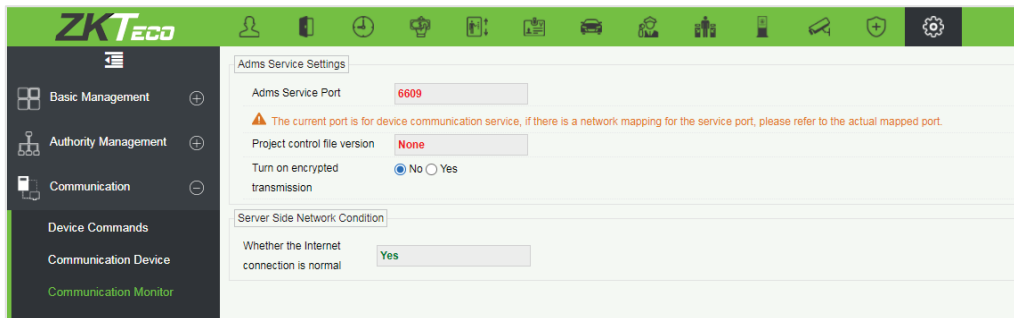 ZKTeco
Adms Service Settings
Basic Management
Adms Service Port 6609
The current port is for device communication service, if there is a network mapping for the service port, please refer to the actual mapped port.
Authority Management
Project control file version None
Turn on encrypted
transmission
No Yes
Communication
Server Side Network Condition
Device Commands
Whether the Internet
connection is normal
Yes
Communication Device
Communication Monitor